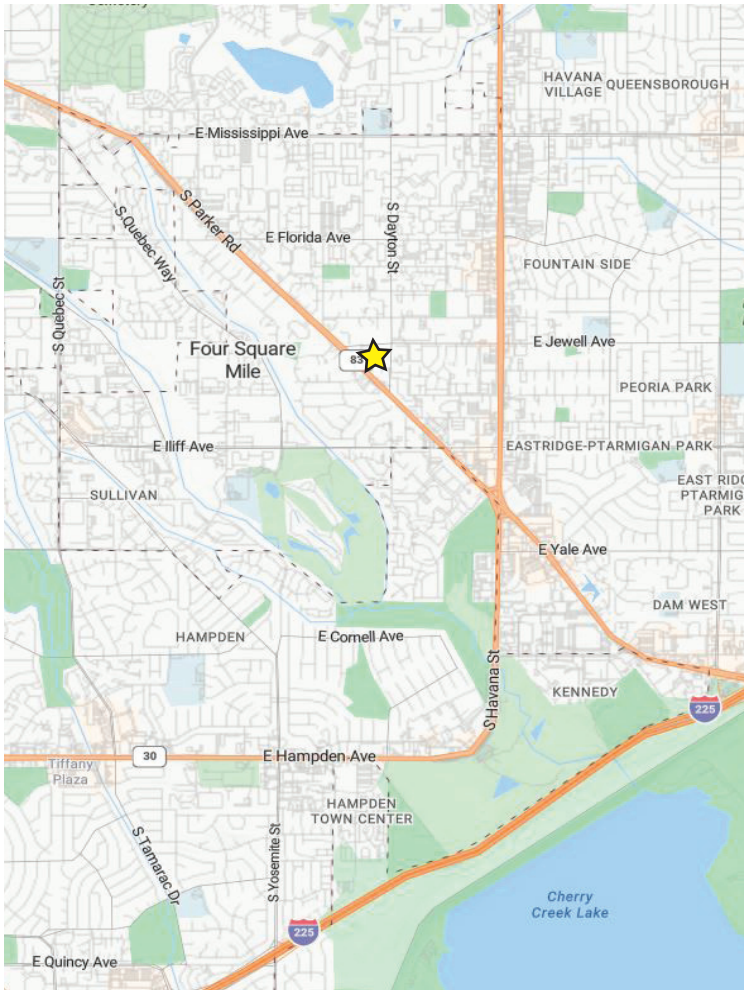 Cemetery
HAVANA
VILLAGE
QUEENSBOROUGH
E Mississippi Ave
S Parker Rd
S Quebec Way
S Dayton St
E Florida Ave
FOUNTAIN SIDE
S Quebec St
Four Square
Mile
83
E Jewell Ave
PEORIA PARK
E Iliff Ave
EASTRIDGE-PTARMIGAN PARK
SULLIVAN
EAST RIDG
PTARMIG
PARK
E Yale Ave
DAM WEST
HAMPDEN
E Cornell Ave
S Havana St
KENNEDY
225
30
E Hampden Ave
Tiffany
Plaza
HAMPDEN
TOWN CENTER
S Tamarac Dr
S Yosemite St
Cherry
Creek Lake
225
E Quincy Ave